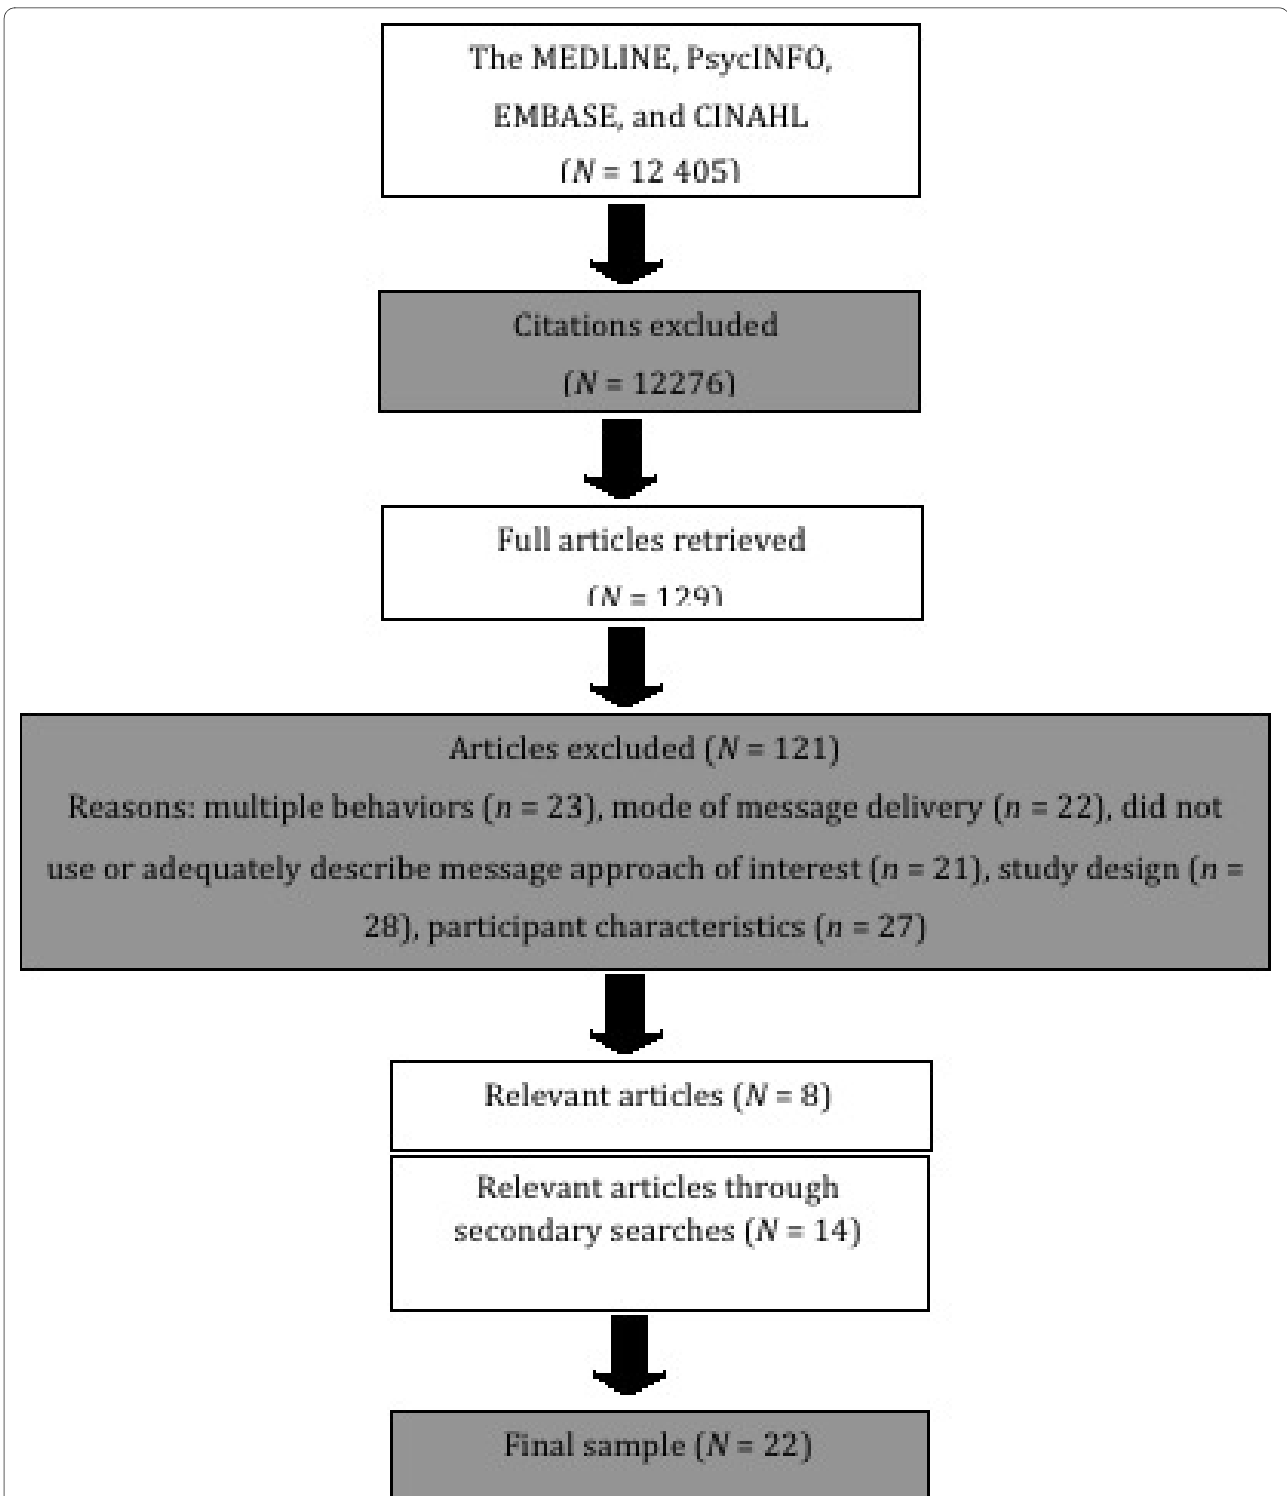 The MEDLINE, PsycINFO,
EMBASE, and CINAHL
(N = 12 405)
Citations excluded
(N = 12276)
Full articles retrieved
(N = 129)
Articles excluded (N = 121)
Reasons: multiple behaviors (n = 23), mode of message delivery (n = 22), did not
use or adequately describe message approach of interest (n = 21), study design (n =
28), participant characteristics (n = 27)
Relevant articles (N = 8)
Relevant articles through
secondary searches (N = 14)
Final sample (N = 22)